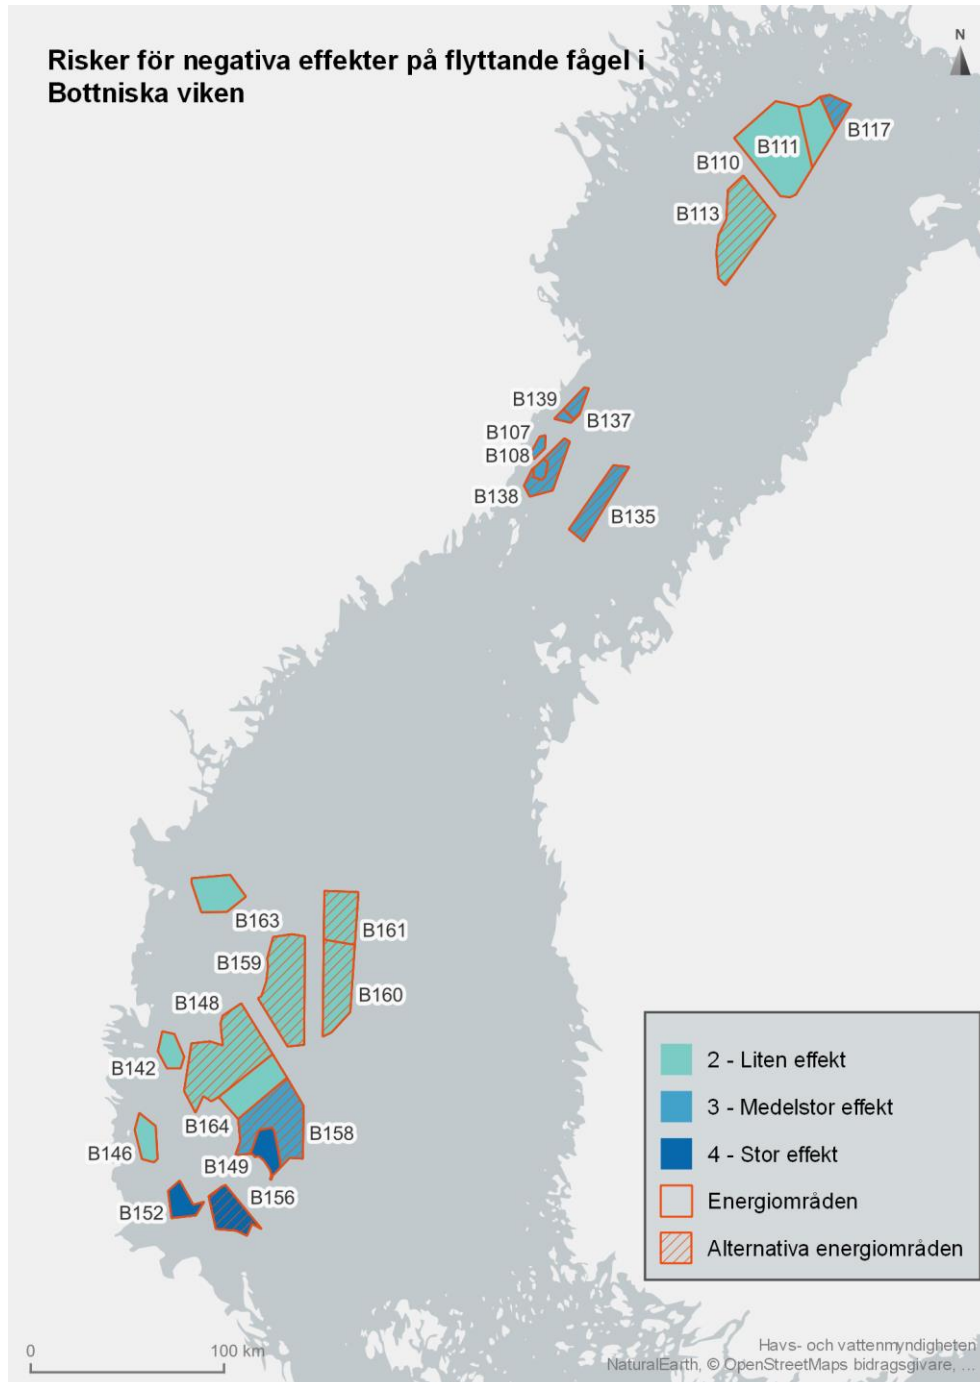 Risker för negativa effekter på flyttande fågel i
Bottniska viken
N
B117
B111
B110
B113
B139
B137
B107
B108
B138
B135
B163
B161
B159
B160
B148
B142
B164
B158
B146
B149
B156
B152
2 - Liten effekt
3 - Medelstor effekt
4 - Stor effekt
Energiområden
Alternativa energiområden
0 100 km
Havs- och vattenmyndigheten
NaturalEarth, © OpenStreetMaps bidragsgivare, ...